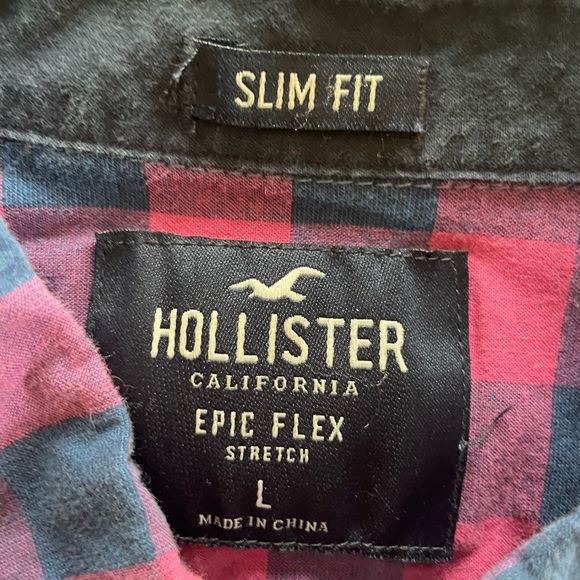 SLIM FIT
HOLLISTER
CALIFORNIA
EPIC FLEX
STRETCH
L
MADE IN CHINA